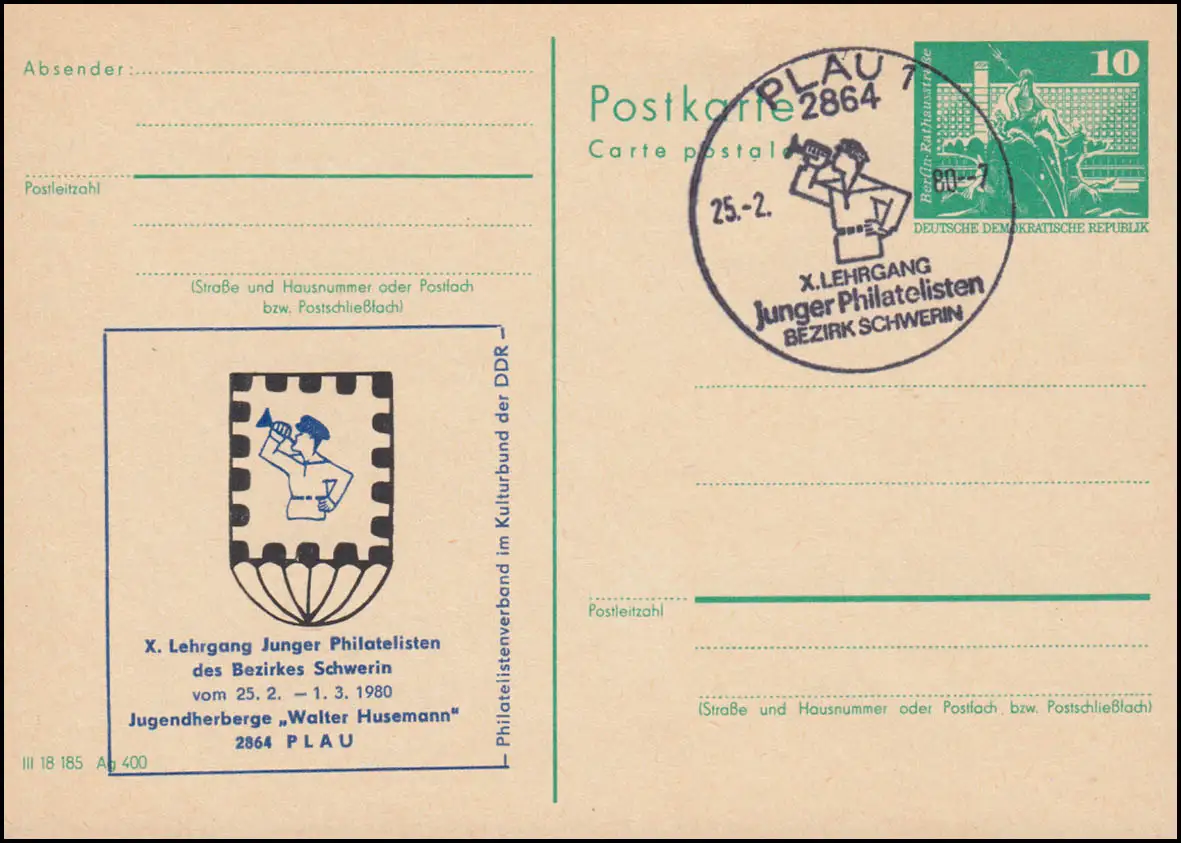 Absender:
Postleitzahl
(Straße und Hausnummer oder Postfach
bzw. Postschließfach)
X. Lehrgang Junger Philatelisten
des Bezirkes Schwerin
vom 25. 2. – 1. 3. 1980
Jugendherberge „Walter Husemann"
2864 PLAU
– Philatelistenverband im Kulturbund der DDR –
III 18 185 Ag 400
Postkarte
Carte postale
PLAU 1
2864
25.-2. 80--7
X. LEHRGANG
Junger Philatelisten
BEZIRK SCHWERIN
10
Berlin-Rathausstraße
DEUTSCHE DEMOKRATISCHE REPUBLIK
Postleitzahl
(Straße und Hausnummer oder Postfach bzw. Postschließfach)